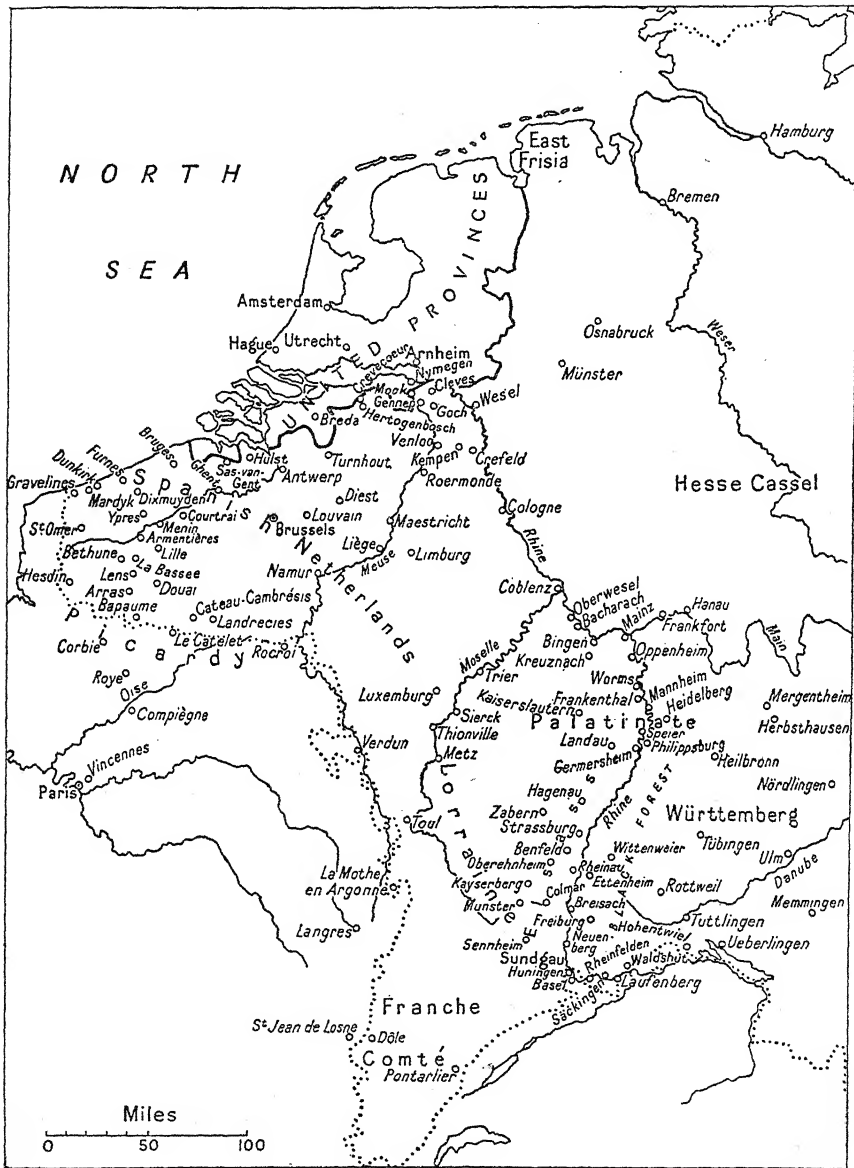 NORTH
SEA
Hamburg
East
Frisia
Bremen
UNITED PROVINCES
Amsterdam
Osnabruck
Weser
Hague
Utrecht
Arnheim
Münster
Crèvecoeur
Nymegen
Cleves
Mook
Gennep
Goch
Wesel
Breda
Hertogenbosch
Venloo
Bruges
Hulst
Turnhout
Kempen
Crefeld
Furnes
Dunkirk
Ghent
Sas-van-
Gent
Antwerp
Roermonde
Hesse Cassel
Gravelines
Spanish Netherlands
Mardyk
Dixmuyden
Diest
Cologne
Ypres
Courtrai
Brussels
Louvain
Maestricht
St Omer
Menin
Armentières
Rhine
Bethune
Lille
La Bassee
Liège
Meuse
Limburg
Hesdin
Lens
Douai
Namur
Coblenz
Arras
Bapaume
Cateau-Cambrésis
Landrecies
Oberwesel
Bacharach
Mainz
Hanau
Frankfort
Picardy
Corbie
Le Catelet
Rocroi
Moselle
Bingen
Kreuznach
Oppenheim
Main
Roye
Oise
Trier
Worms
Mannheim
Compiègne
Luxemburg
Kaiserslautern
Frankenthal
Heidelberg
Mergentheim
Sierck
Palatinate
Herbsthausen
Thionville
Speier
Verdun
Landau
Philippsburg
Vincennes
Metz
Germersheim
Heilbronn
Paris
Lorraine
Hagenau
Elsass
Rhine
BLACK FOREST
Nördlingen
Zabern
Württemberg
Toul
Strassburg
Benfeld
Wittenweier
Tübingen
Ulm
Oberehnheim
Rheinau
Danube
La Mothe
en Argonne
Kayserberg
Colmar
Ettenheim
Rottweil
Munster
Breisach
Memmingen
Langres
Freiburg
Hohentwiel
Tuttlingen
Sennheim
Neuen-
berg
Ueberlingen
Sundgau
Rheinfelden
Waldshut
Huningen
Basel
Säckingen
Laufenberg
Franche
Comté
St Jean de Losne
Dôle
Pontarlier
Miles
0 50 100